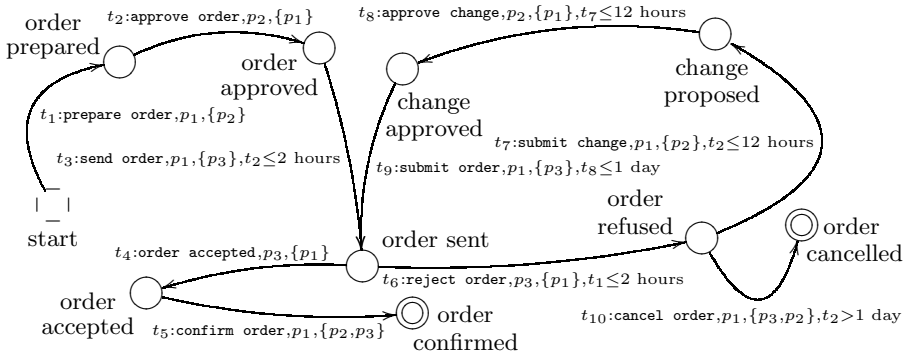 t2:approve order,p2,{p1}
t8:approve change,p2,{p1},t7≤12 hours
order
prepared
order
approved
change
approved
change
proposed
t1:prepare order,p1,{p2}
t7:submit change,p1,{p2},t2≤12 hours
t3:send order,p1,{p3},t2≤2 hours
t9:submit order,p1,{p3},t8≤1 day
start
order
refused
order
cancelled
order sent
t4:order accepted,p3,{p1}
t6:reject order,p3,{p1},t1≤2 hours
order
accepted
t5:confirm order,p1,{p2,p3}
order
confirmed
t10:cancel order,p1,{p3,p2},t2>1 day